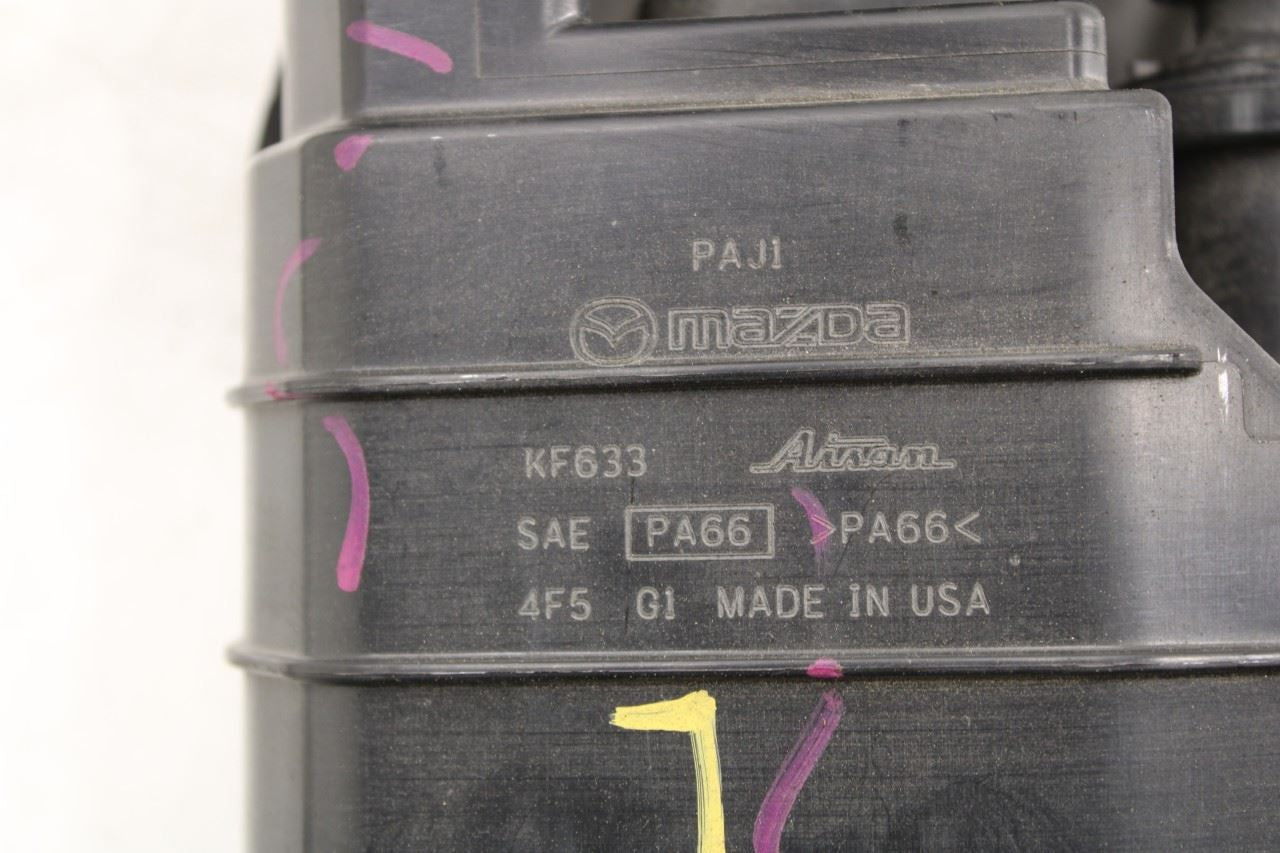 PAJ1
mazda
KF633 Aisan
SAE PA66 >PA66<
4F5 G1 MADE IN USA